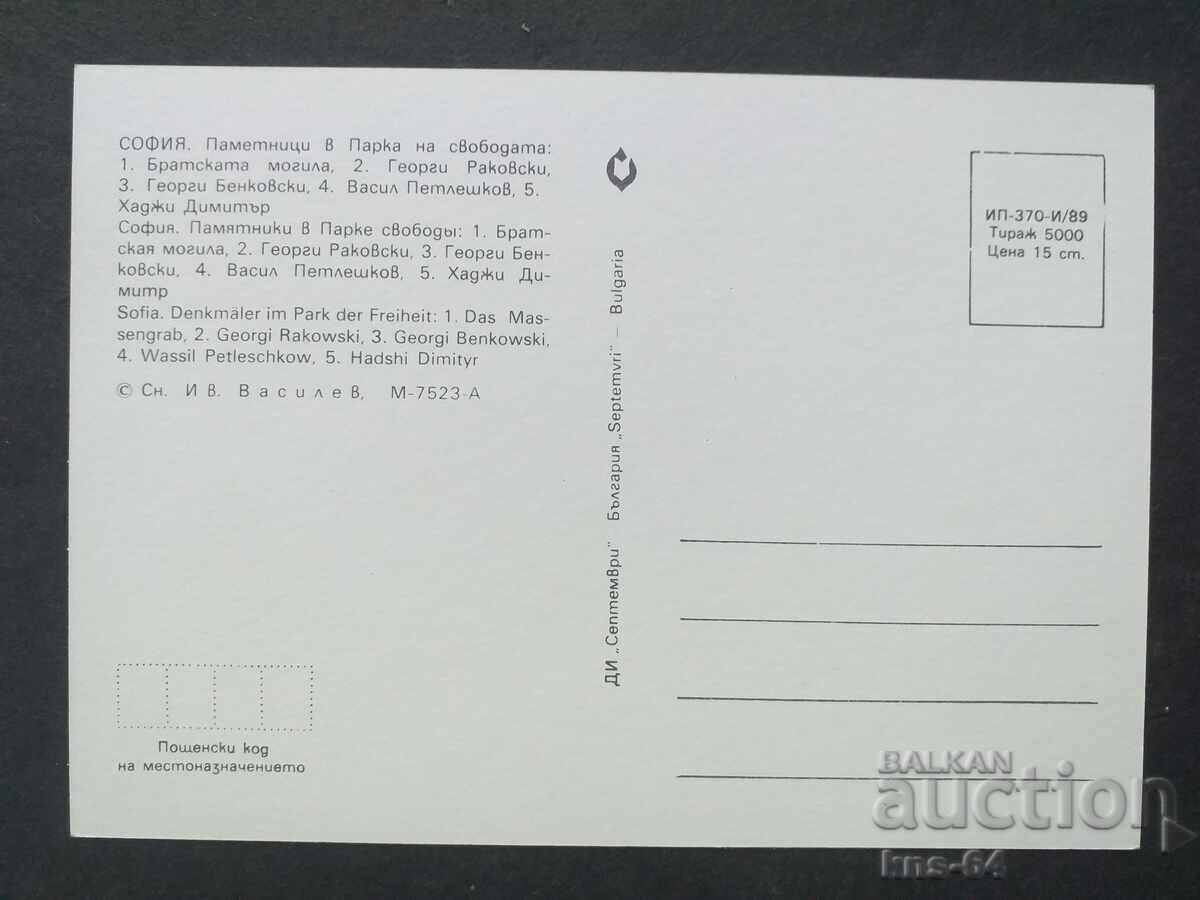 СОФИЯ. Паметници в Парка на свободата:
1. Братската могила, 2. Георги Раковски,
3. Георги Бенковски, 4. Васил Петлешков, 5.
Хаджи Димитър
София. Памятники в Парке свободы: 1. Брат-
ская могила, 2. Георги Раковски, 3. Георги Бен-
ковски, 4. Васил Петлешков, 5. Хаджи Ди-
митр
Sofia. Denkmäler im Park der Freiheit: 1. Das Mas-
sengrab, 2. Georgi Rakowski, 3. Georgi Benkowski,
4. Wassil Petleschkow, 5. Hadshi Dimityr
© Сн. Ив. Василев, М-7523-А
Пощенски код
на местоназначението
ДИ „Септември" България „Septemvri" — Bulgaria
ИП-370-И/89
Тираж 5000
Цена 15 ст.
BALKAN
auction
kns-64